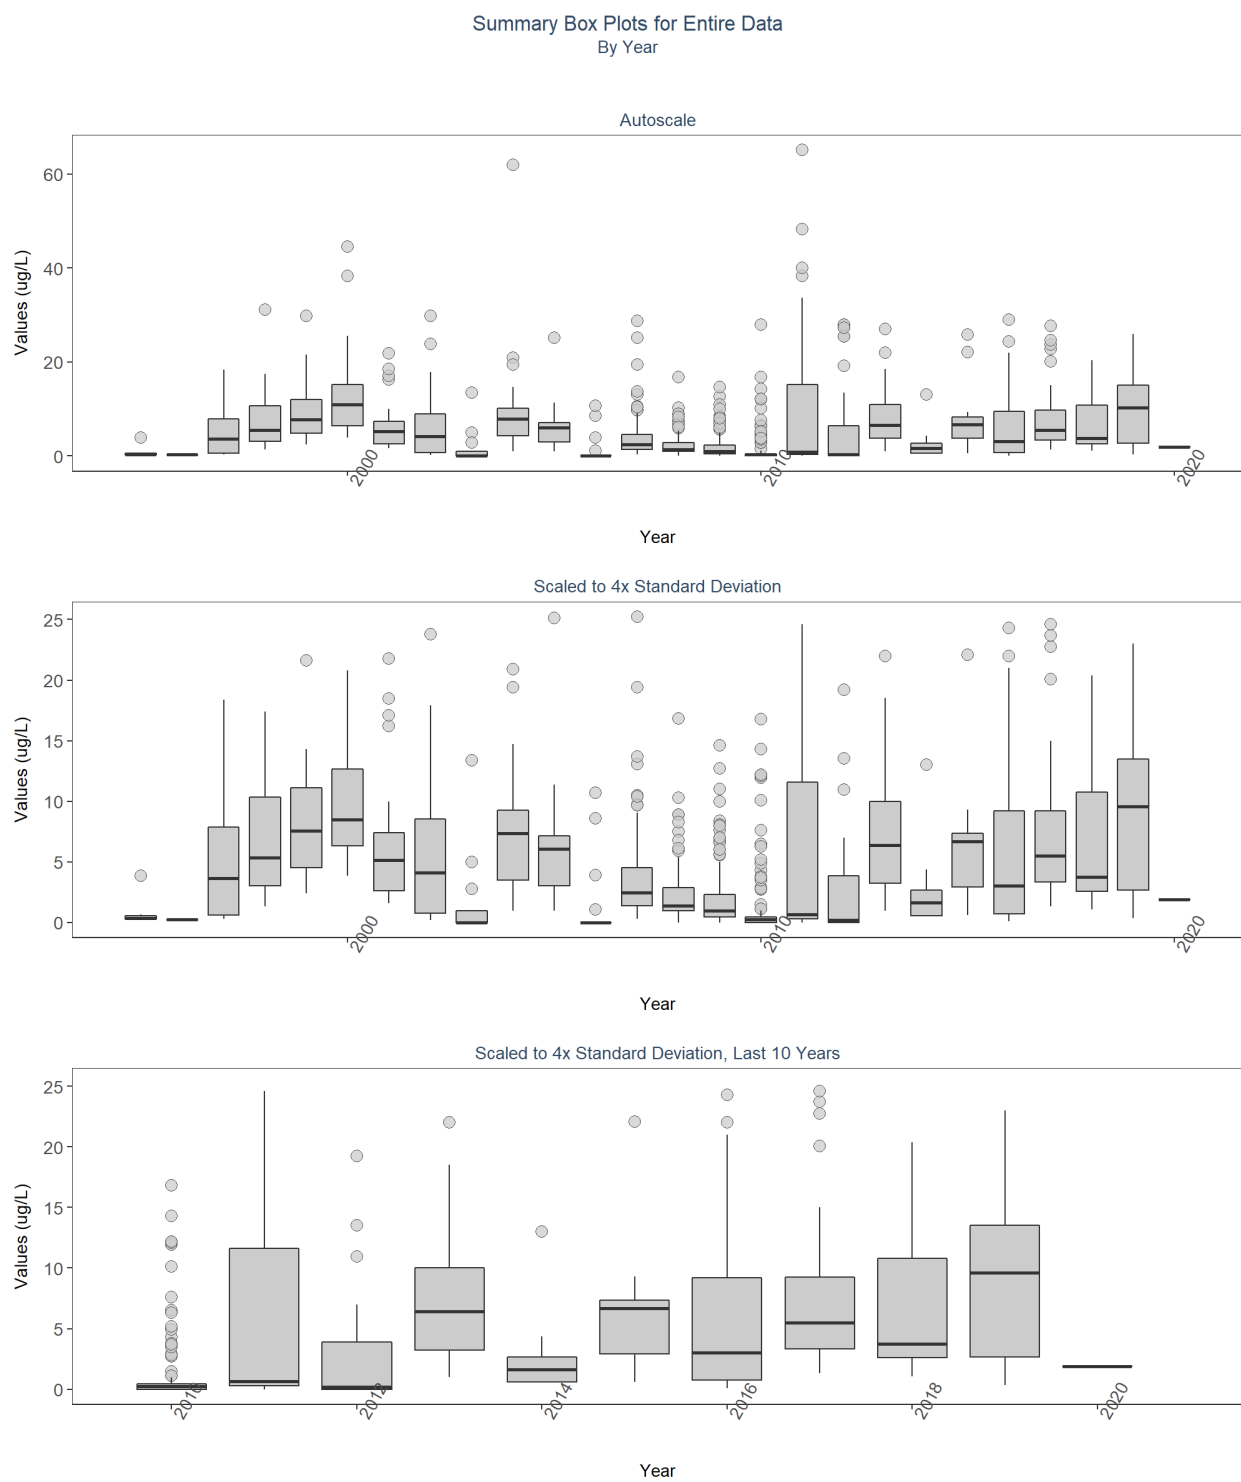 Summary Box Plots for Entire Data
By Year
Autoscale
Values (ug/L)
60
40
20
0
2000
2010
2020
Year
Scaled to 4x Standard Deviation
Values (ug/L)
25
20
15
10
5
0
2000
2010
2020
Year
Scaled to 4x Standard Deviation, Last 10 Years
Values (ug/L)
25
20
15
10
5
0
2010
2012
2014
2016
2018
2020
Year